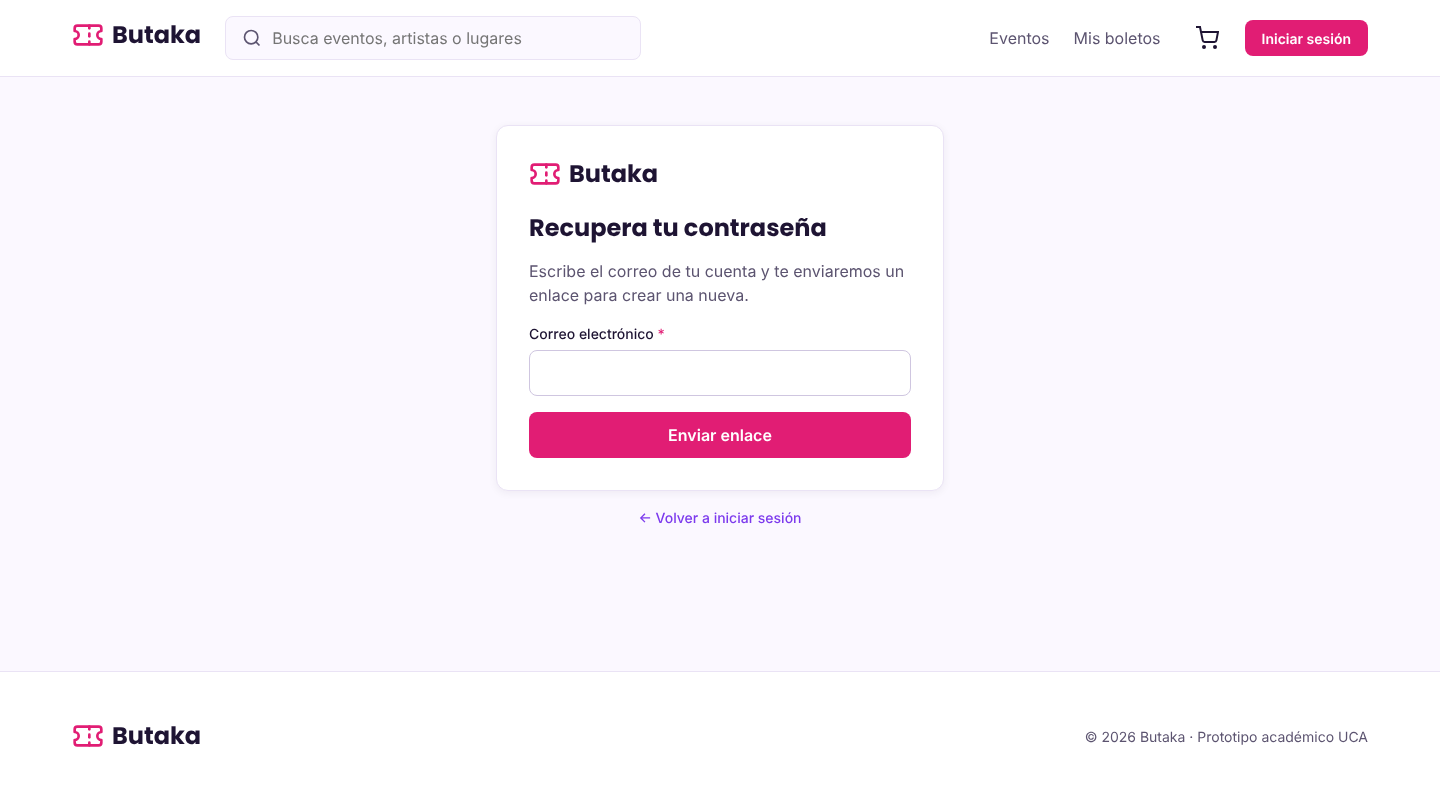 Butaka
Busca eventos, artistas o lugares
Eventos
Mis boletos
Iniciar sesión
Butaka
Recupera tu contraseña
Escribe el correo de tu cuenta y te enviaremos un
enlace para crear una nueva.
Correo electrónico *
Enviar enlace
← Volver a iniciar sesión
Butaka
© 2026 Butaka · Prototipo académico UCA